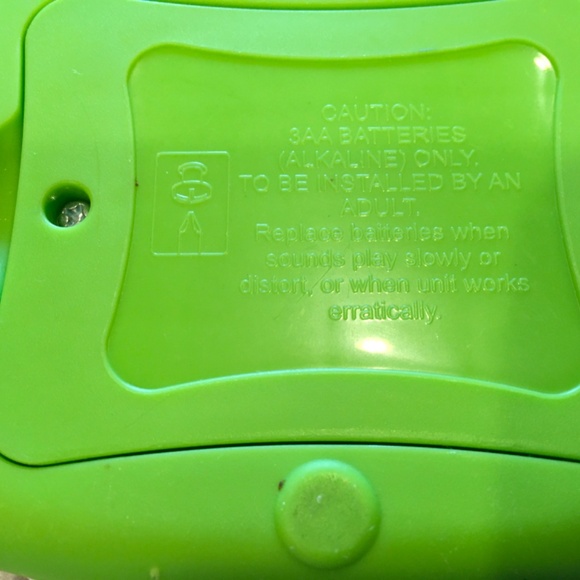 CAUTION:
3AA BATTERIES
(ALKALINE) ONLY.
TO BE INSTALLED BY AN
ADULT.
Replace batteries when
sounds play slowly or
distort, or when unit works
erratically.